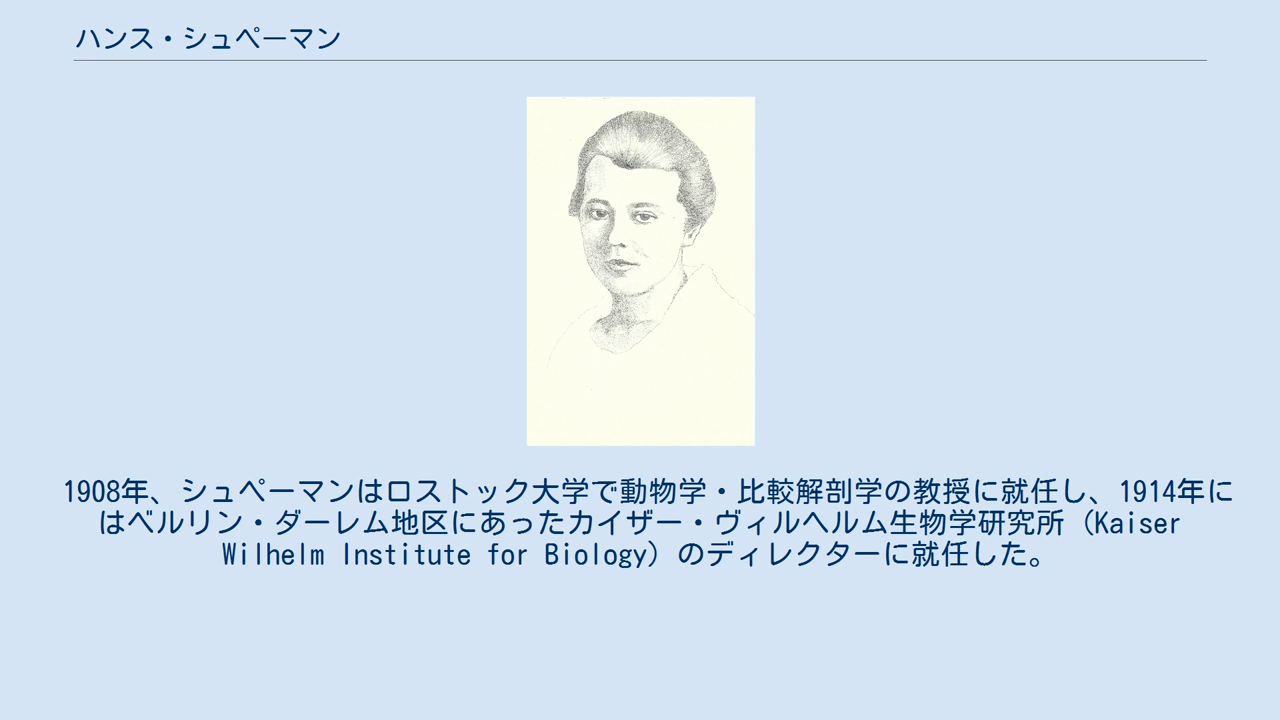 ハンス・シュペーマン
1908年、シュペーマンはロストック大学で動物学・比較解剖学の教授に就任し、1914年に
はベルリン・ダーレム地区にあったカイザー・ヴィルヘルム生物学研究所（Kaiser
Wilhelm Institute for Biology）のディレクターに就任した。